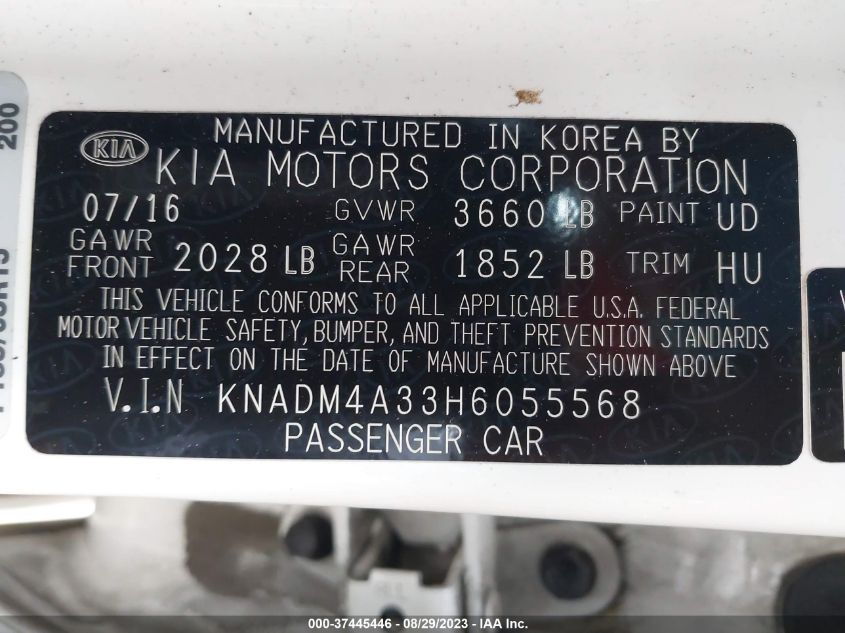 MANUFACTURED IN KOREA BY
KIA KIA MOTORS CORPORATION
07/16 GVWR 3660 LB PAINT UD
GAWR FRONT 2028 LB GAWR REAR 1852 LB TRIM HU
THIS VEHICLE CONFORMS TO ALL APPLICABLE U.S.A. FEDERAL
MOTOR VEHICLE SAFETY, BUMPER, AND THEFT PREVENTION STANDARDS
IN EFFECT ON THE DATE OF MANUFACTURE SHOWN ABOVE
V.I.N KNADM4A33H6055568
PASSENGER CAR
200
000-37445446 - 08/29/2023 - IAA Inc.